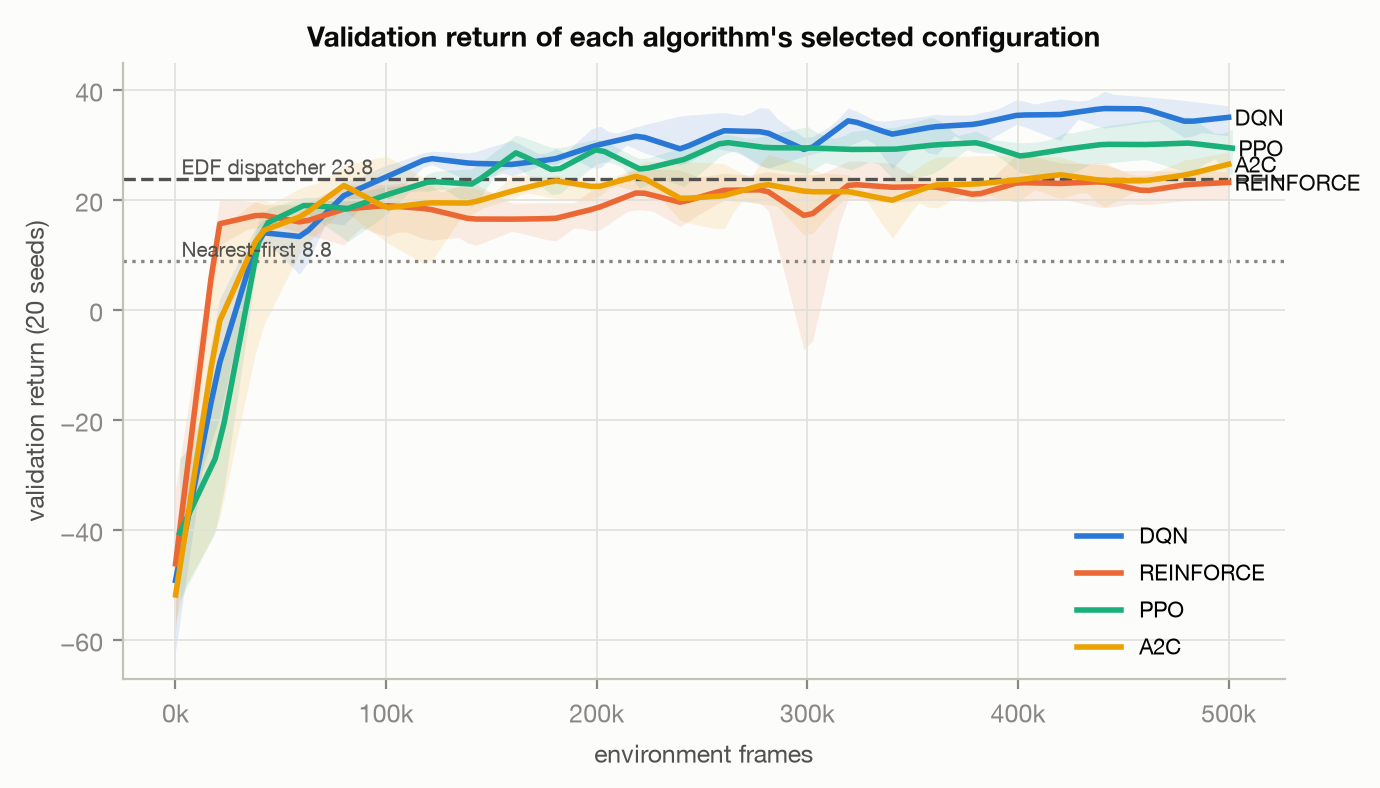 Validation return of each algorithm's selected configuration
validation return (20 seeds)
40
20
0
−20
−40
−60
EDF dispatcher 23.8
Nearest-first 8.8
DQN
PPO
A2C
REINFORCE
DQN
REINFORCE
PPO
A2C
0k
100k
200k
300k
400k
500k
environment frames